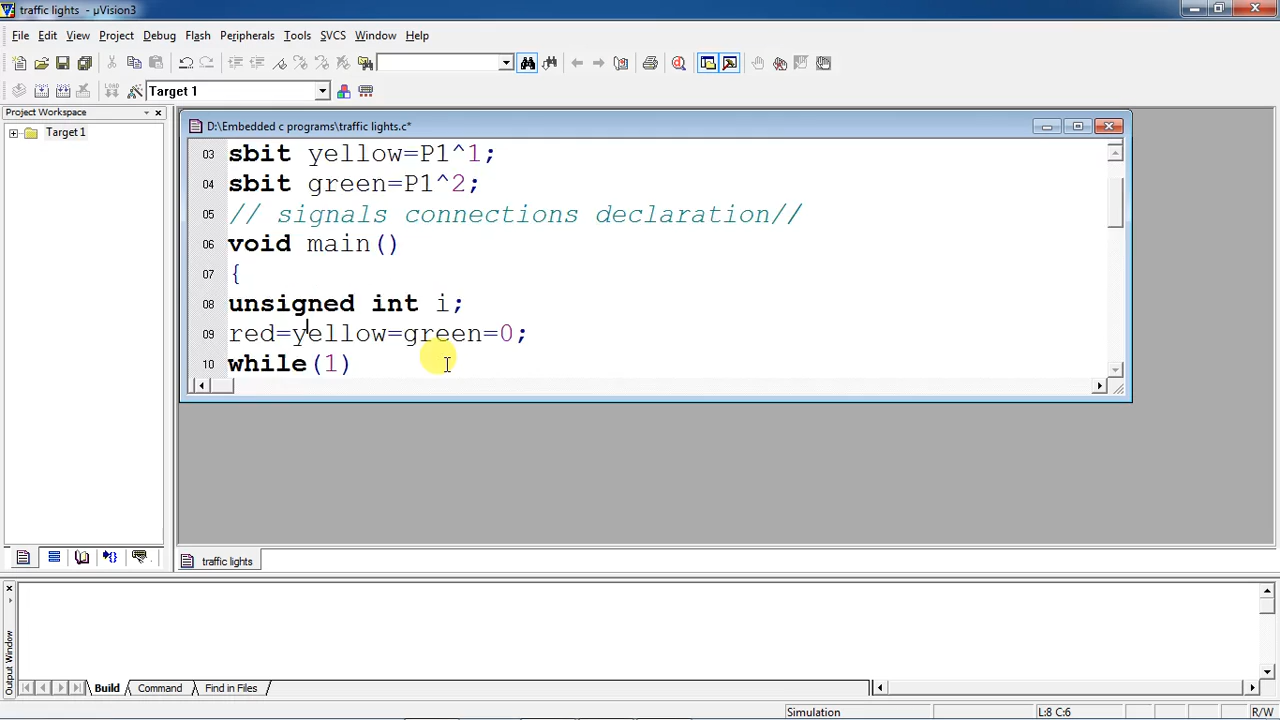 traffic lights - µVision3
File Edit View Project Debug Flash Peripherals Tools SVCS Window Help
LOAD Target 1
Project Workspace
Target 1
D:\Embedded c programs\traffic lights.c*
03 sbit yellow=P1^1;
04 sbit green=P1^2;
05 // signals connections declaration//
06 void main()
07 {
08 unsigned int i;
09 red=yellow=green=0;
10 while(1)
traffic lights
Output Window
Build Command Find in Files
Simulation L:8 C:6 R/W